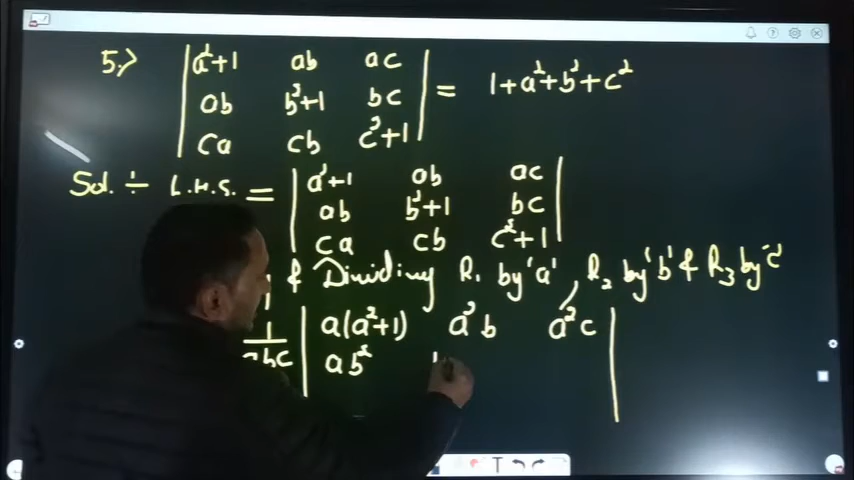 5.) | a²+1 ab ac |
| ab b²+1 bc | = 1+a²+b²+c²
| ca cb c²+1 |
Sol. ÷ L.H.S. = | a²+1 ab ac |
| ab b²+1 bc |
| ca cb c²+1 |
& Dividing R₁ by 'a', R₂ by 'b' & R₃ by 'c'
1/abc | a(a²+1) a²b a²c |
| ab²